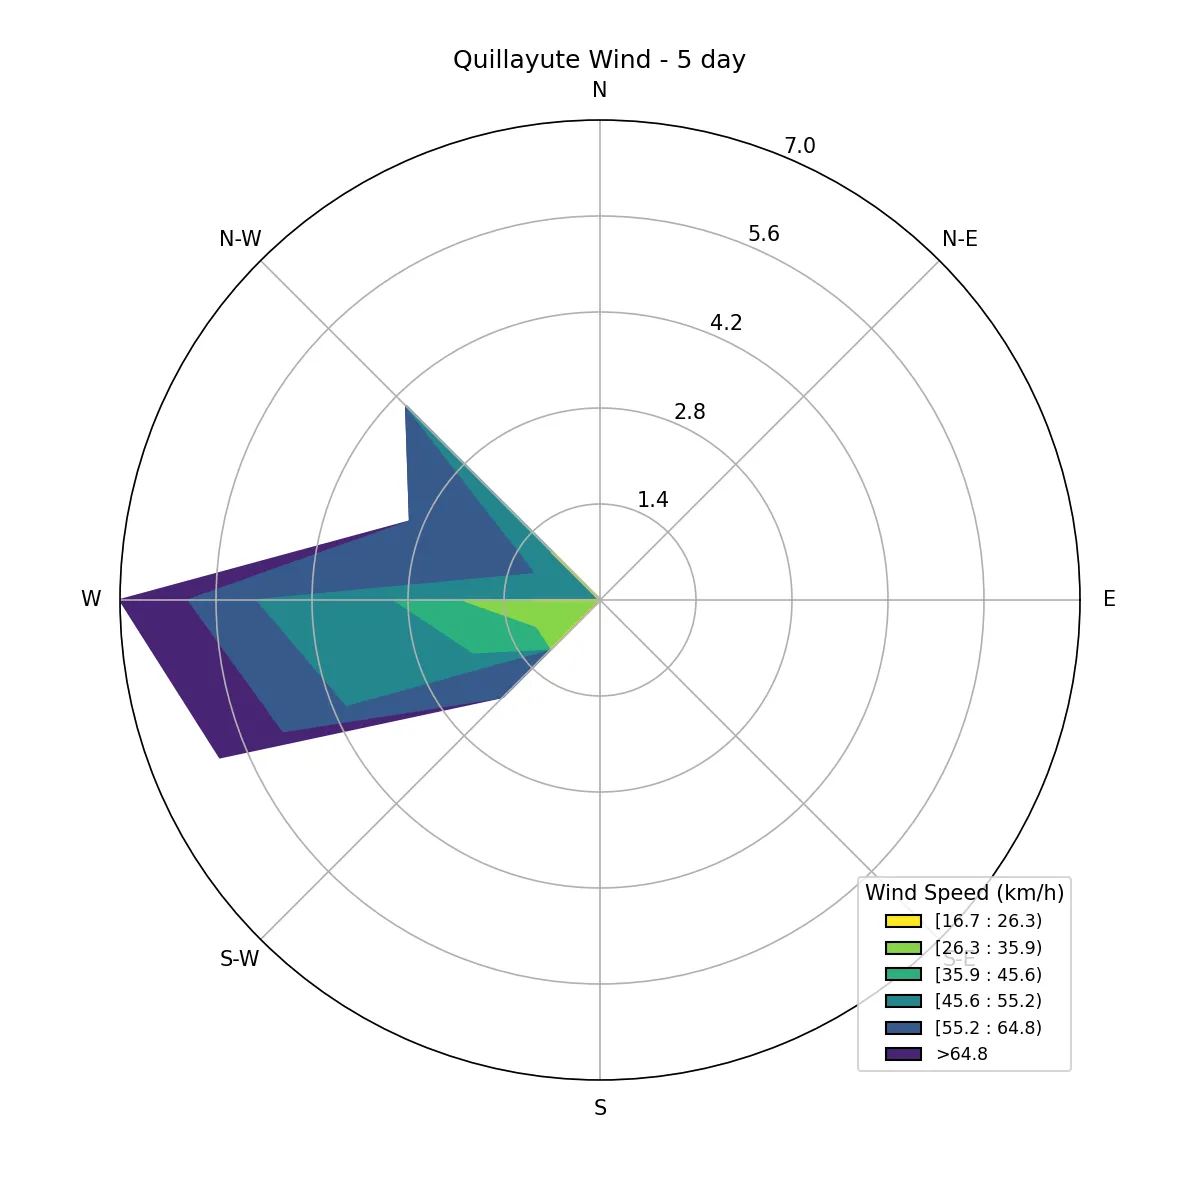 Quillayute Wind - 5 day
N
7.0
N-W
5.6
N-E
4.2
2.8
1.4
W
E
Wind Speed (km/h)
[16.7 : 26.3)
[26.3 : 35.9)
S-W
S-E
[35.9 : 45.6)
[45.6 : 55.2)
[55.2 : 64.8)
>64.8
S